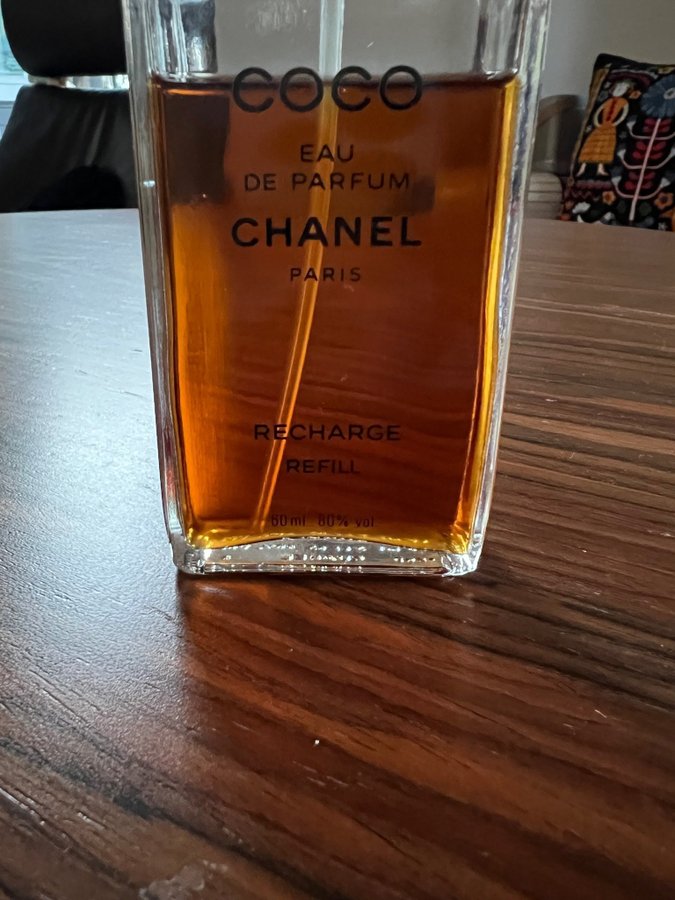 COCO
EAU
DE PARFUM
CHANEL
PARIS
RECHARGE
REFILL
60 ml 80% vol